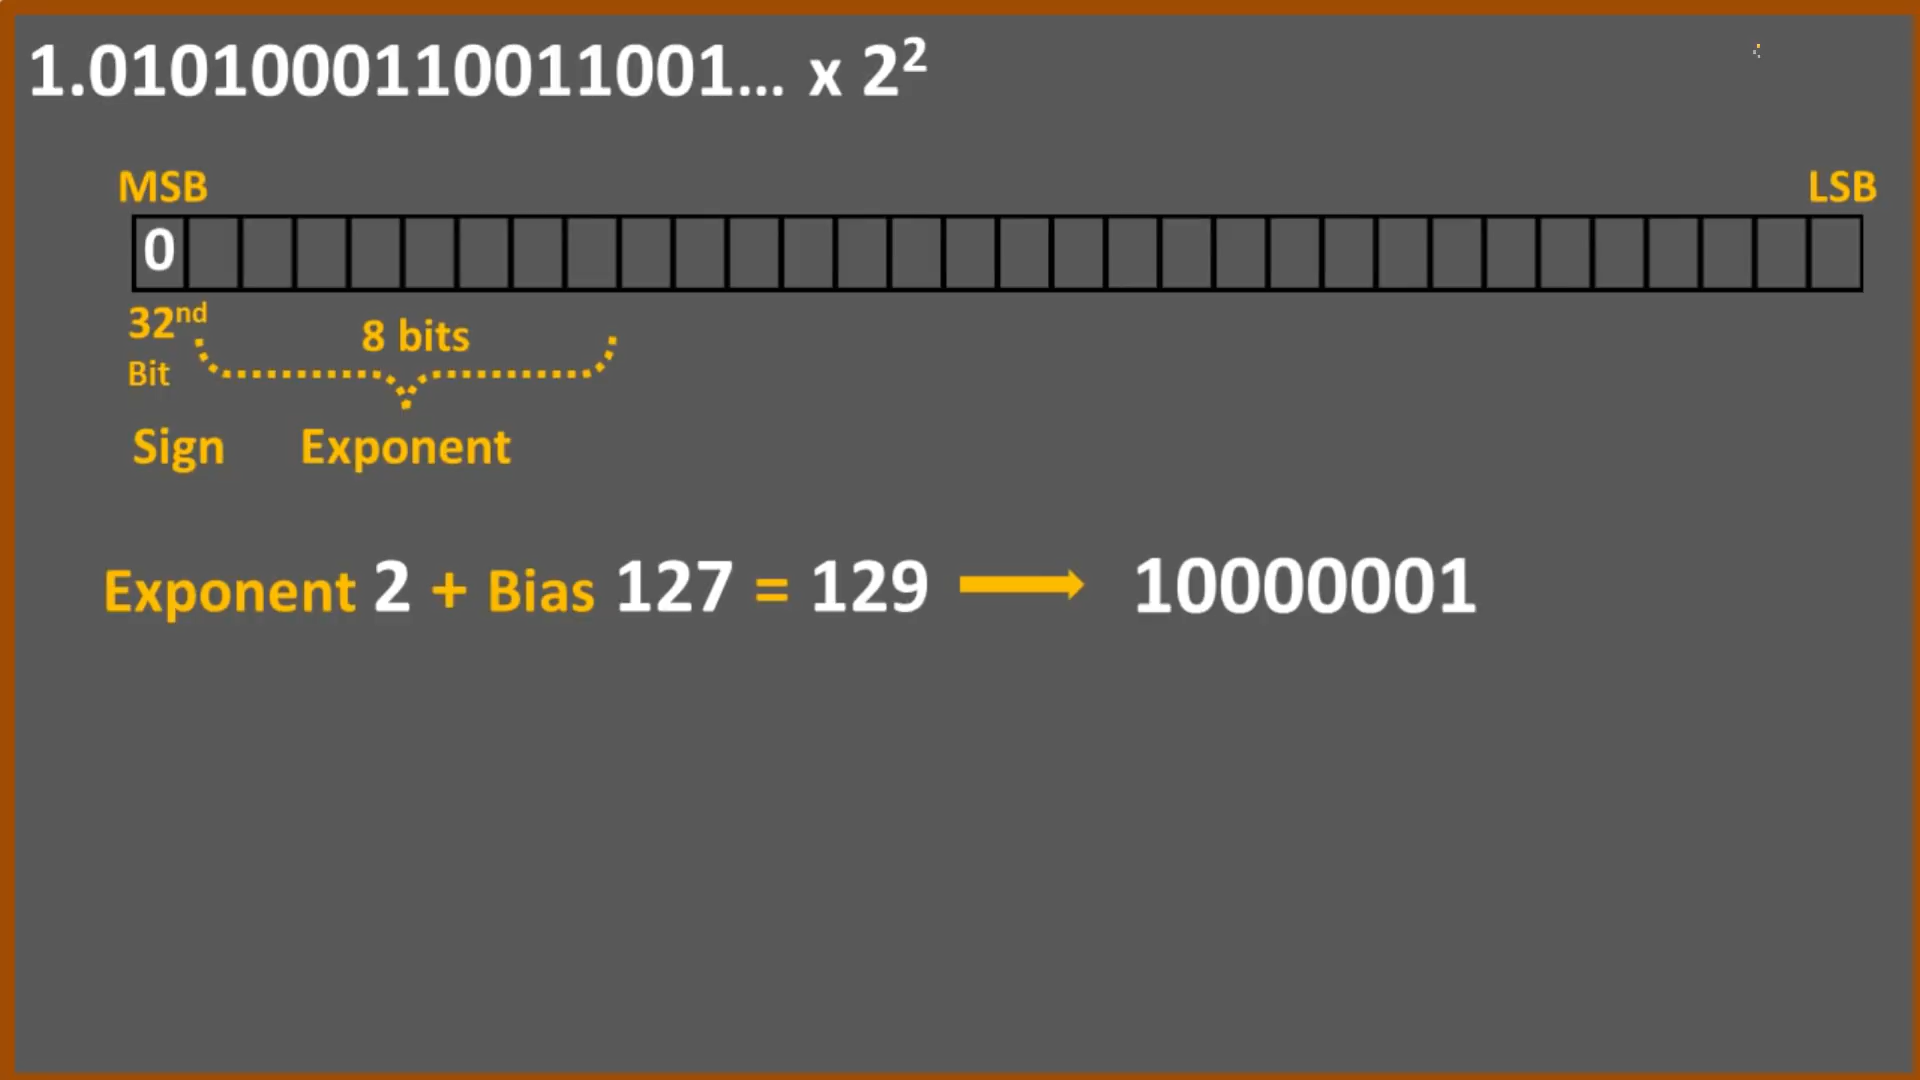 1.0101000110011001... x 2²
MSB LSB
0
32nd
Bit
8 bits
Sign Exponent
Exponent 2 + Bias 127 = 129 → 10000001